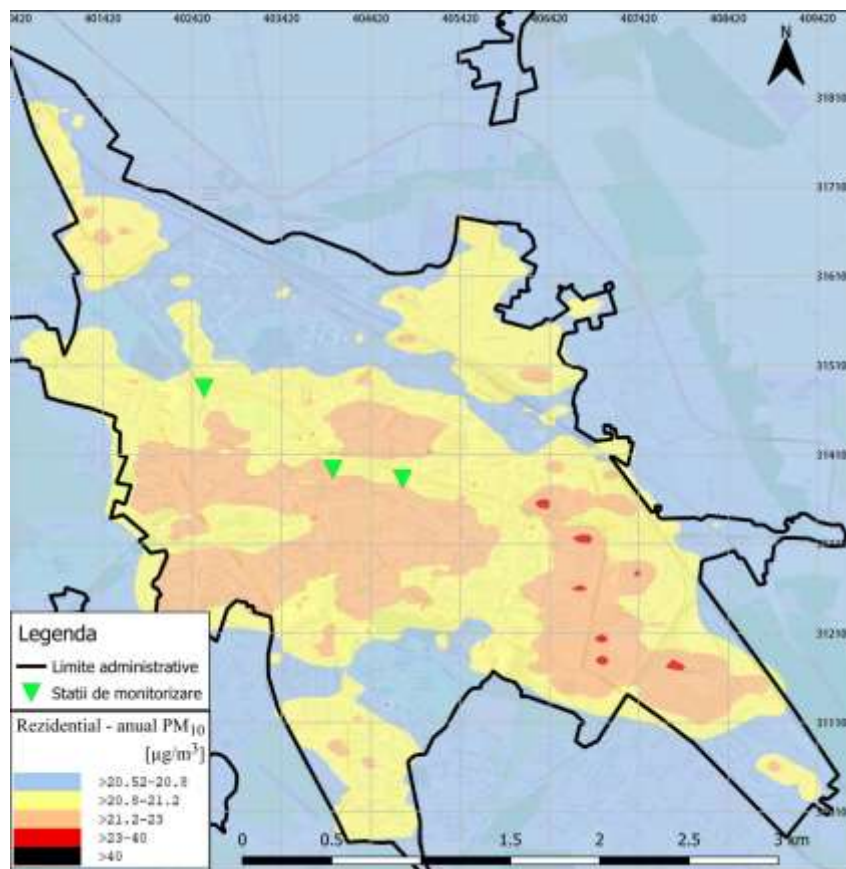 401420 402420 403420 404420 405420 406420 407420 408420 409420
N
Legenda
Limite administrative
Statii de monitorizare
Rezidential - anual PM10
[μg/m³]
>20.52-20.8
>20.8-21.2
>21.2-23
>23-40
>40
0 0.5 1 1.5 2 2.5 3 km